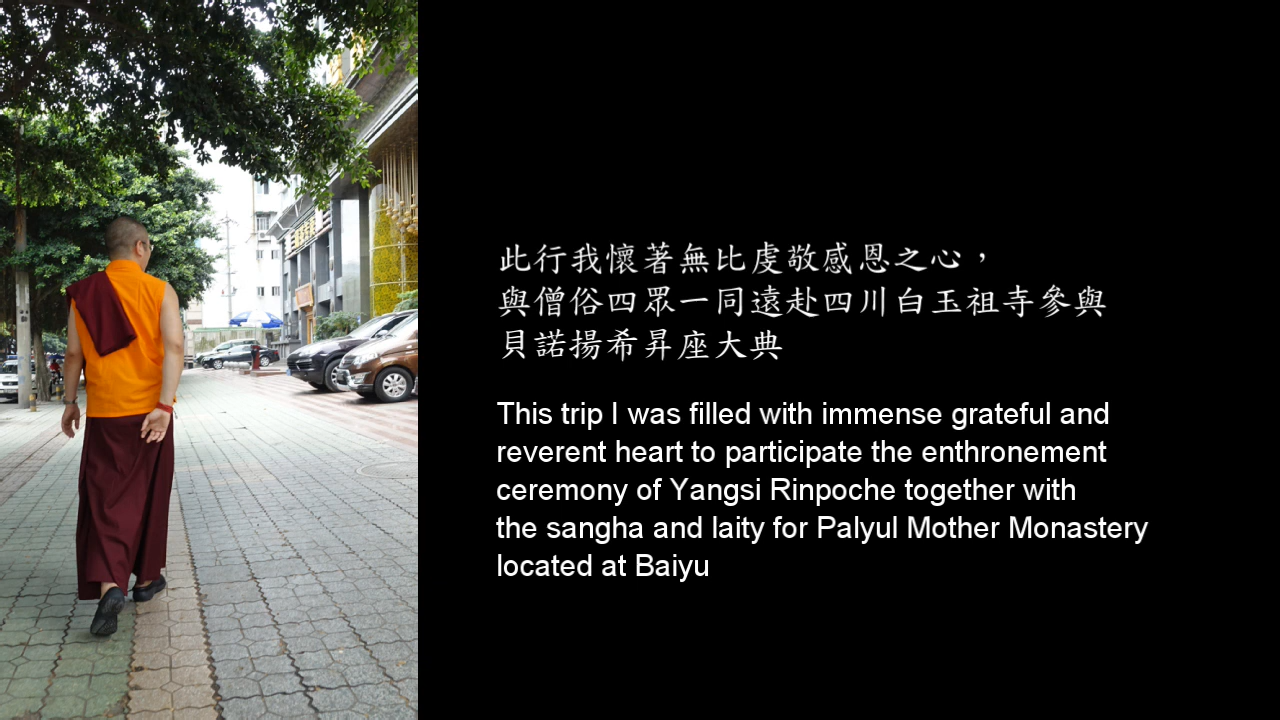 此行我懷著無比虔敬感恩之心，
與僧俗四眾一同遠赴四川白玉祖寺參與
貝諾揚希昇座大典
This trip I was filled with immense grateful and
reverent heart to participate the enthronement
ceremony of Yangsi Rinpoche together with
the sangha and laity for Palyul Mother Monastery
located at Baiyu